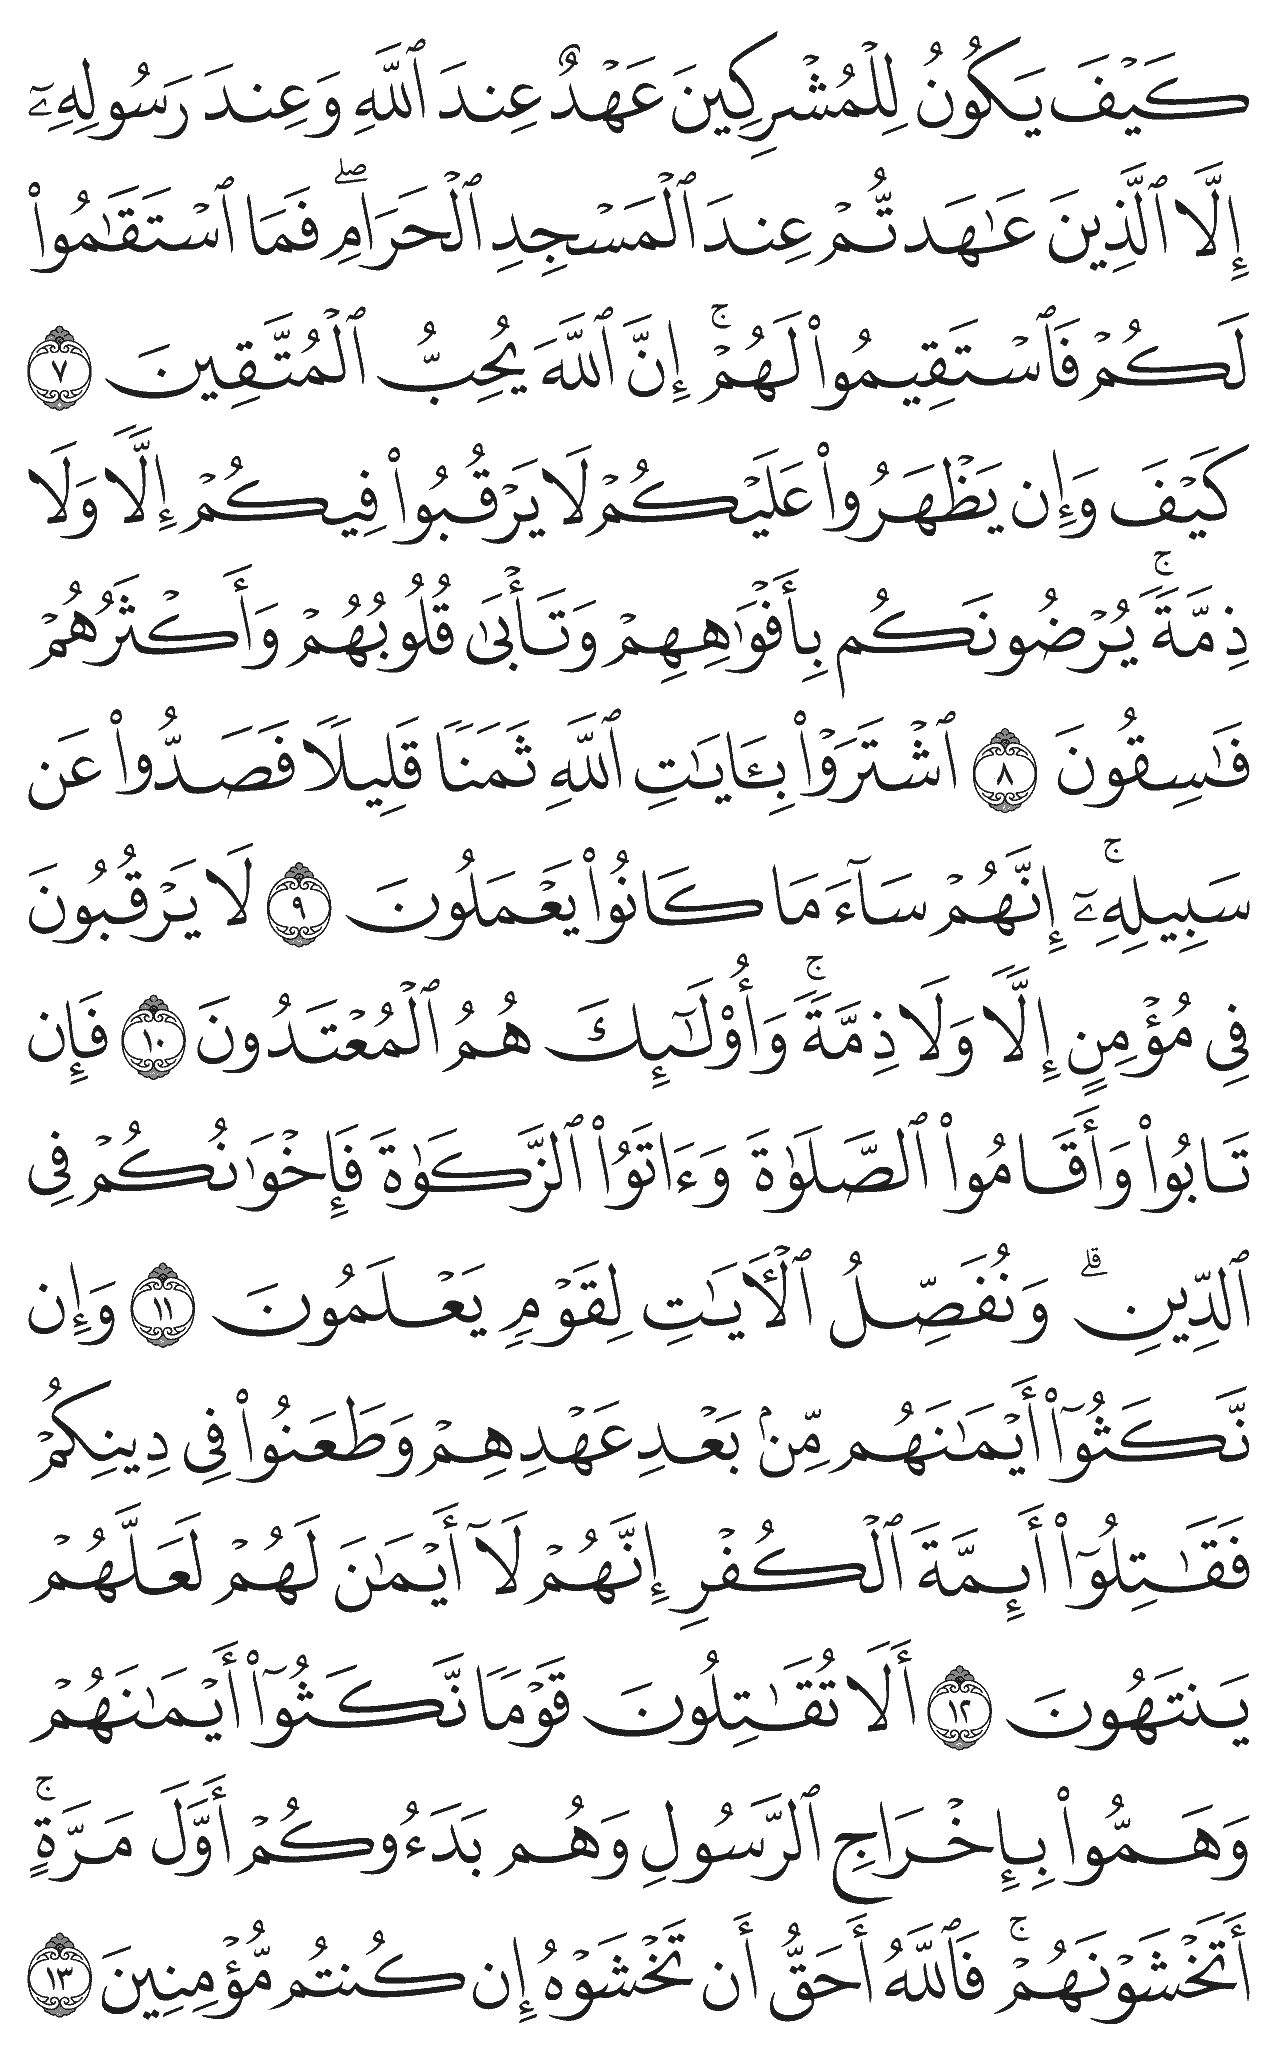 كَيۡفَ يَكُونُ لِلۡمُشۡرِكِينَ عَهۡدٌ عِندَ ٱللَّهِ وَعِندَ رَسُولِهِۦٓ
إِلَّا ٱلَّذِينَ عَٰهَدتُّمۡ عِندَ ٱلۡمَسۡجِدِ ٱلۡحَرَامِۖ فَمَا ٱسۡتَقَٰمُواْ
لَكُمۡ فَٱسۡتَقِيمُواْ لَهُمۡۚ إِنَّ ٱللَّهَ يُحِبُّ ٱلۡمُتَّقِينَ ٧
كَيۡفَ وَإِن يَظۡهَرُواْ عَلَيۡكُمۡ لَا يَرۡقُبُواْ فِيكُمۡ إِلّٗا وَلَا
ذِمَّةٗۚ يُرۡضُونَكُم بِأَفۡوَٰهِهِمۡ وَتَأۡبَىٰ قُلُوبُهُمۡ وَأَكۡثَرُهُمۡ
فَٰسِقُونَ ٨ ٱشۡتَرَوۡاْ بِـَٔايَٰتِ ٱللَّهِ ثَمَنٗا قَلِيلٗا فَصَدُّواْ عَن
سَبِيلِهِۦٓۚ إِنَّهُمۡ سَآءَ مَا كَانُواْ يَعۡمَلُونَ ٩ لَا يَرۡقُبُونَ
فِي مُؤۡمِنٍ إِلّٗا وَلَا ذِمَّةٗۚ وَأُوْلَٰٓئِكَ هُمُ ٱلۡمُعۡتَدُونَ ١٠ فَإِن
تَابُواْ وَأَقَامُواْ ٱلصَّلَوٰةَ وَءَاتَوُاْ ٱلزَّكَوٰةَ فَإِخۡوَٰنُكُمۡ فِي
ٱلدِّينِۗ وَنُفَصِّلُ ٱلۡأٓيَٰتِ لِقَوۡمٖ يَعۡلَمُونَ ١١ وَإِن
نَّكَثُوٓاْ أَيۡمَٰنَهُم مِّنۢ بَعۡدِ عَهۡدِهِمۡ وَطَعَنُواْ فِي دِينِكُمۡ
فَقَٰتِلُوٓاْ أَئِمَّةَ ٱلۡكُفۡرِ إِنَّهُمۡ لَآ أَيۡمَٰنَ لَهُمۡ لَعَلَّهُمۡ
يَنتَهُونَ ١٢ أَلَا تُقَٰتِلُونَ قَوۡمٗا نَّكَثُوٓاْ أَيۡمَٰنَهُمۡ
وَهَمُّواْ بِإِخۡرَاجِ ٱلرَّسُولِ وَهُم بَدَءُوكُمۡ أَوَّلَ مَرَّةٍۚ
أَتَخۡشَوۡنَهُمۡۚ فَٱللَّهُ أَحَقُّ أَن تَخۡشَوۡهُ إِن كُنتُم مُّؤۡمِنِينَ ١٣